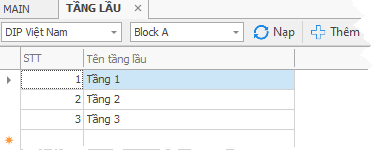 MAIN TẦNG LẦU
DIP Việt Nam Block A Nạp Thêm
STT Tên tầng lầu
1 Tầng 1
2 Tầng 2
3 Tầng 3